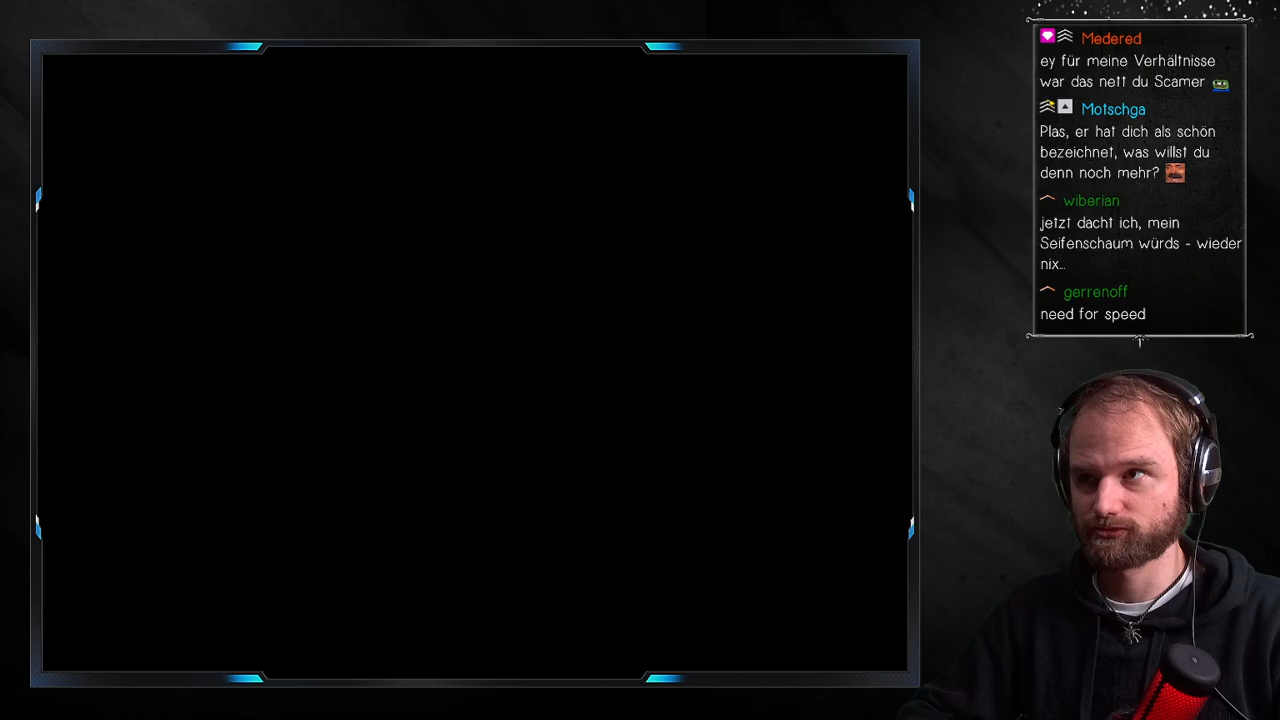 Medered
ey für meine Verhältnisse
war das nett du Scamer
Motschga
Plas, er hat dich als schön
bezeichnet, was willst du
denn noch mehr?
wiberian
jetzt dacht ich, mein
Seifenschaum würds - wieder
nix...
gerrenoff
need for speed